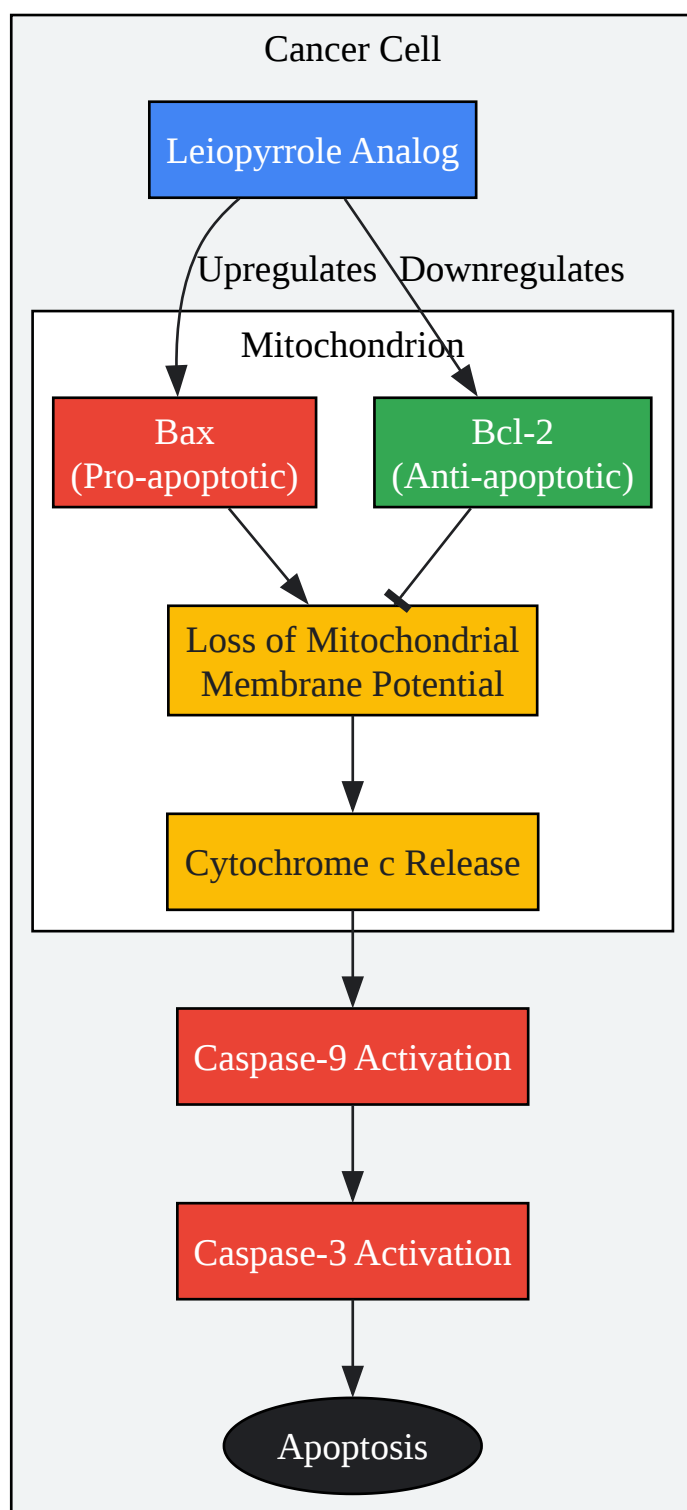 Cancer Cell
Leiopyrrole Analog
Upregulates
Downregulates
Mitochondrion
Bax
(Pro-apoptotic)
Bcl-2
(Anti-apoptotic)
Loss of Mitochondrial
Membrane Potential
Cytochrome c Release
Caspase-9 Activation
Caspase-3 Activation
Apoptosis